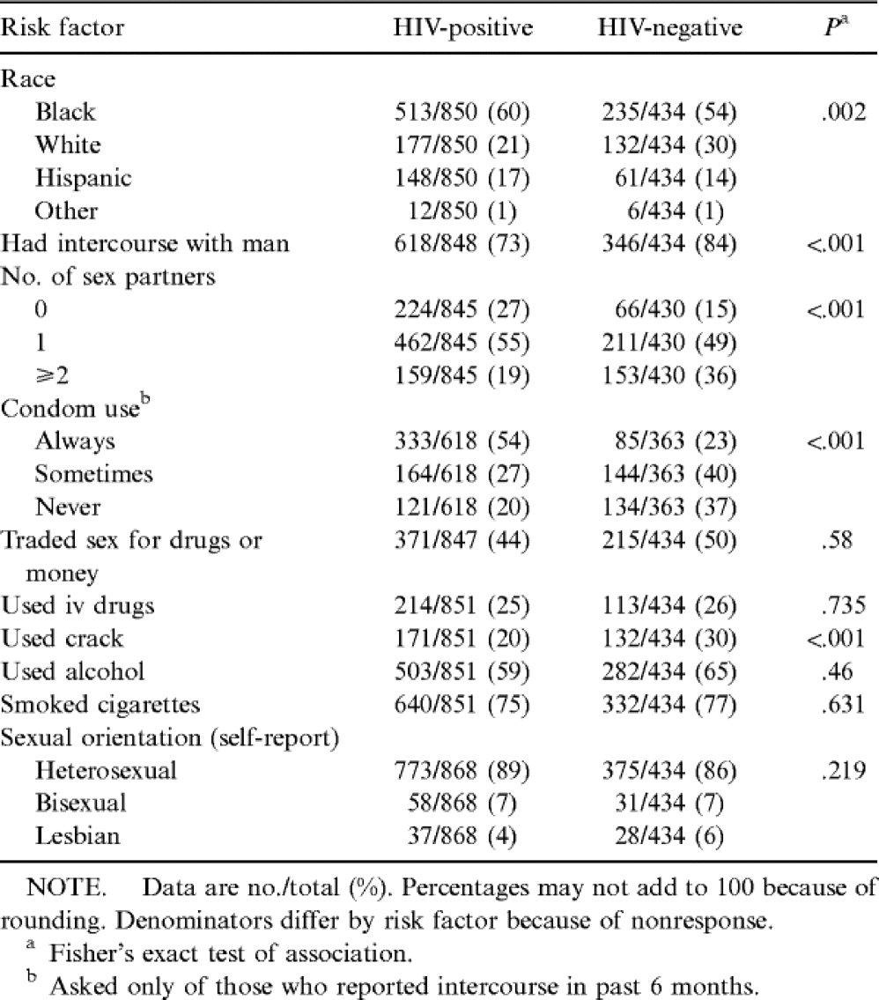 Risk factor HIV-positive HIV-negative Pᵃ
Race
Black 513/850 (60) 235/434 (54) .002
White 177/850 (21) 132/434 (30)
Hispanic 148/850 (17) 61/434 (14)
Other 12/850 (1) 6/434 (1)
Had intercourse with man 618/848 (73) 346/434 (84) <.001
No. of sex partners
0 224/845 (27) 66/430 (15) <.001
1 462/845 (55) 211/430 (49)
⩾2 159/845 (19) 153/430 (36)
Condom useᵇ
Always 333/618 (54) 85/363 (23) <.001
Sometimes 164/618 (27) 144/363 (40)
Never 121/618 (20) 134/363 (37)
Traded sex for drugs or 371/847 (44) 215/434 (50) .58
money
Used iv drugs 214/851 (25) 113/434 (26) .735
Used crack 171/851 (20) 132/434 (30) <.001
Used alcohol 503/851 (59) 282/434 (65) .46
Smoked cigarettes 640/851 (75) 332/434 (77) .631
Sexual orientation (self-report)
Heterosexual 773/868 (89) 375/434 (86) .219
Bisexual 58/868 (7) 31/434 (7)
Lesbian 37/868 (4) 28/434 (6)
NOTE. Data are no./total (%). Percentages may not add to 100 because of
rounding. Denominators differ by risk factor because of nonresponse.
ᵃ Fisher's exact test of association.
ᵇ Asked only of those who reported intercourse in past 6 months.